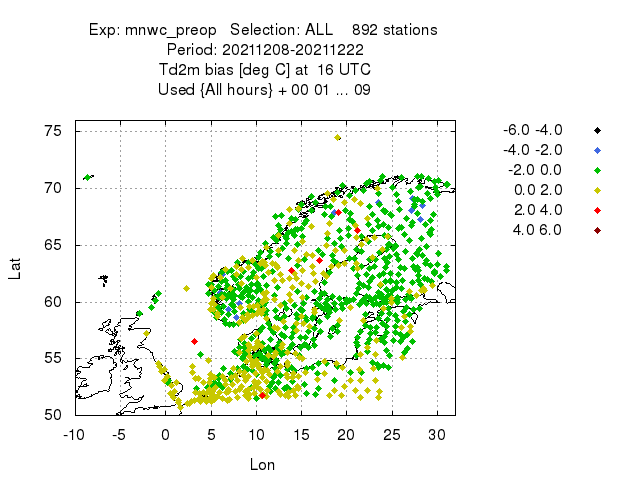 Exp: mnwc_preop   Selection: ALL    892 stations
Period: 20211208-20211222
Td2m bias [deg C] at  16 UTC
Used {All hours} + 00 01 ... 09
-6.0 -4.0
-4.0 -2.0
-2.0 0.0
0.0 2.0
2.0 4.0
4.0 6.0
75
70
65
60
55
50
Lat
-10 -5 0 5 10 15 20 25 30
Lon